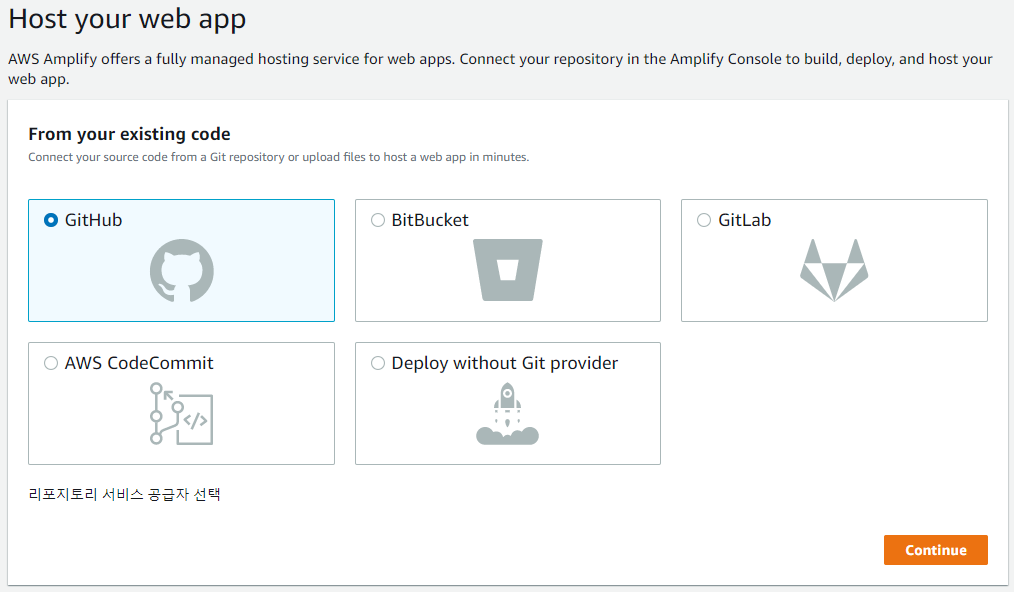 Host your web app
AWS Amplify offers a fully managed hosting service for web apps. Connect your repository in the Amplify Console to build, deploy, and host your
web app.
From your existing code
Connect your source code from a Git repository or upload files to host a web app in minutes.
GitHub
BitBucket
GitLab
AWS CodeCommit
Deploy without Git provider
리포지토리 서비스 공급자 선택
Continue